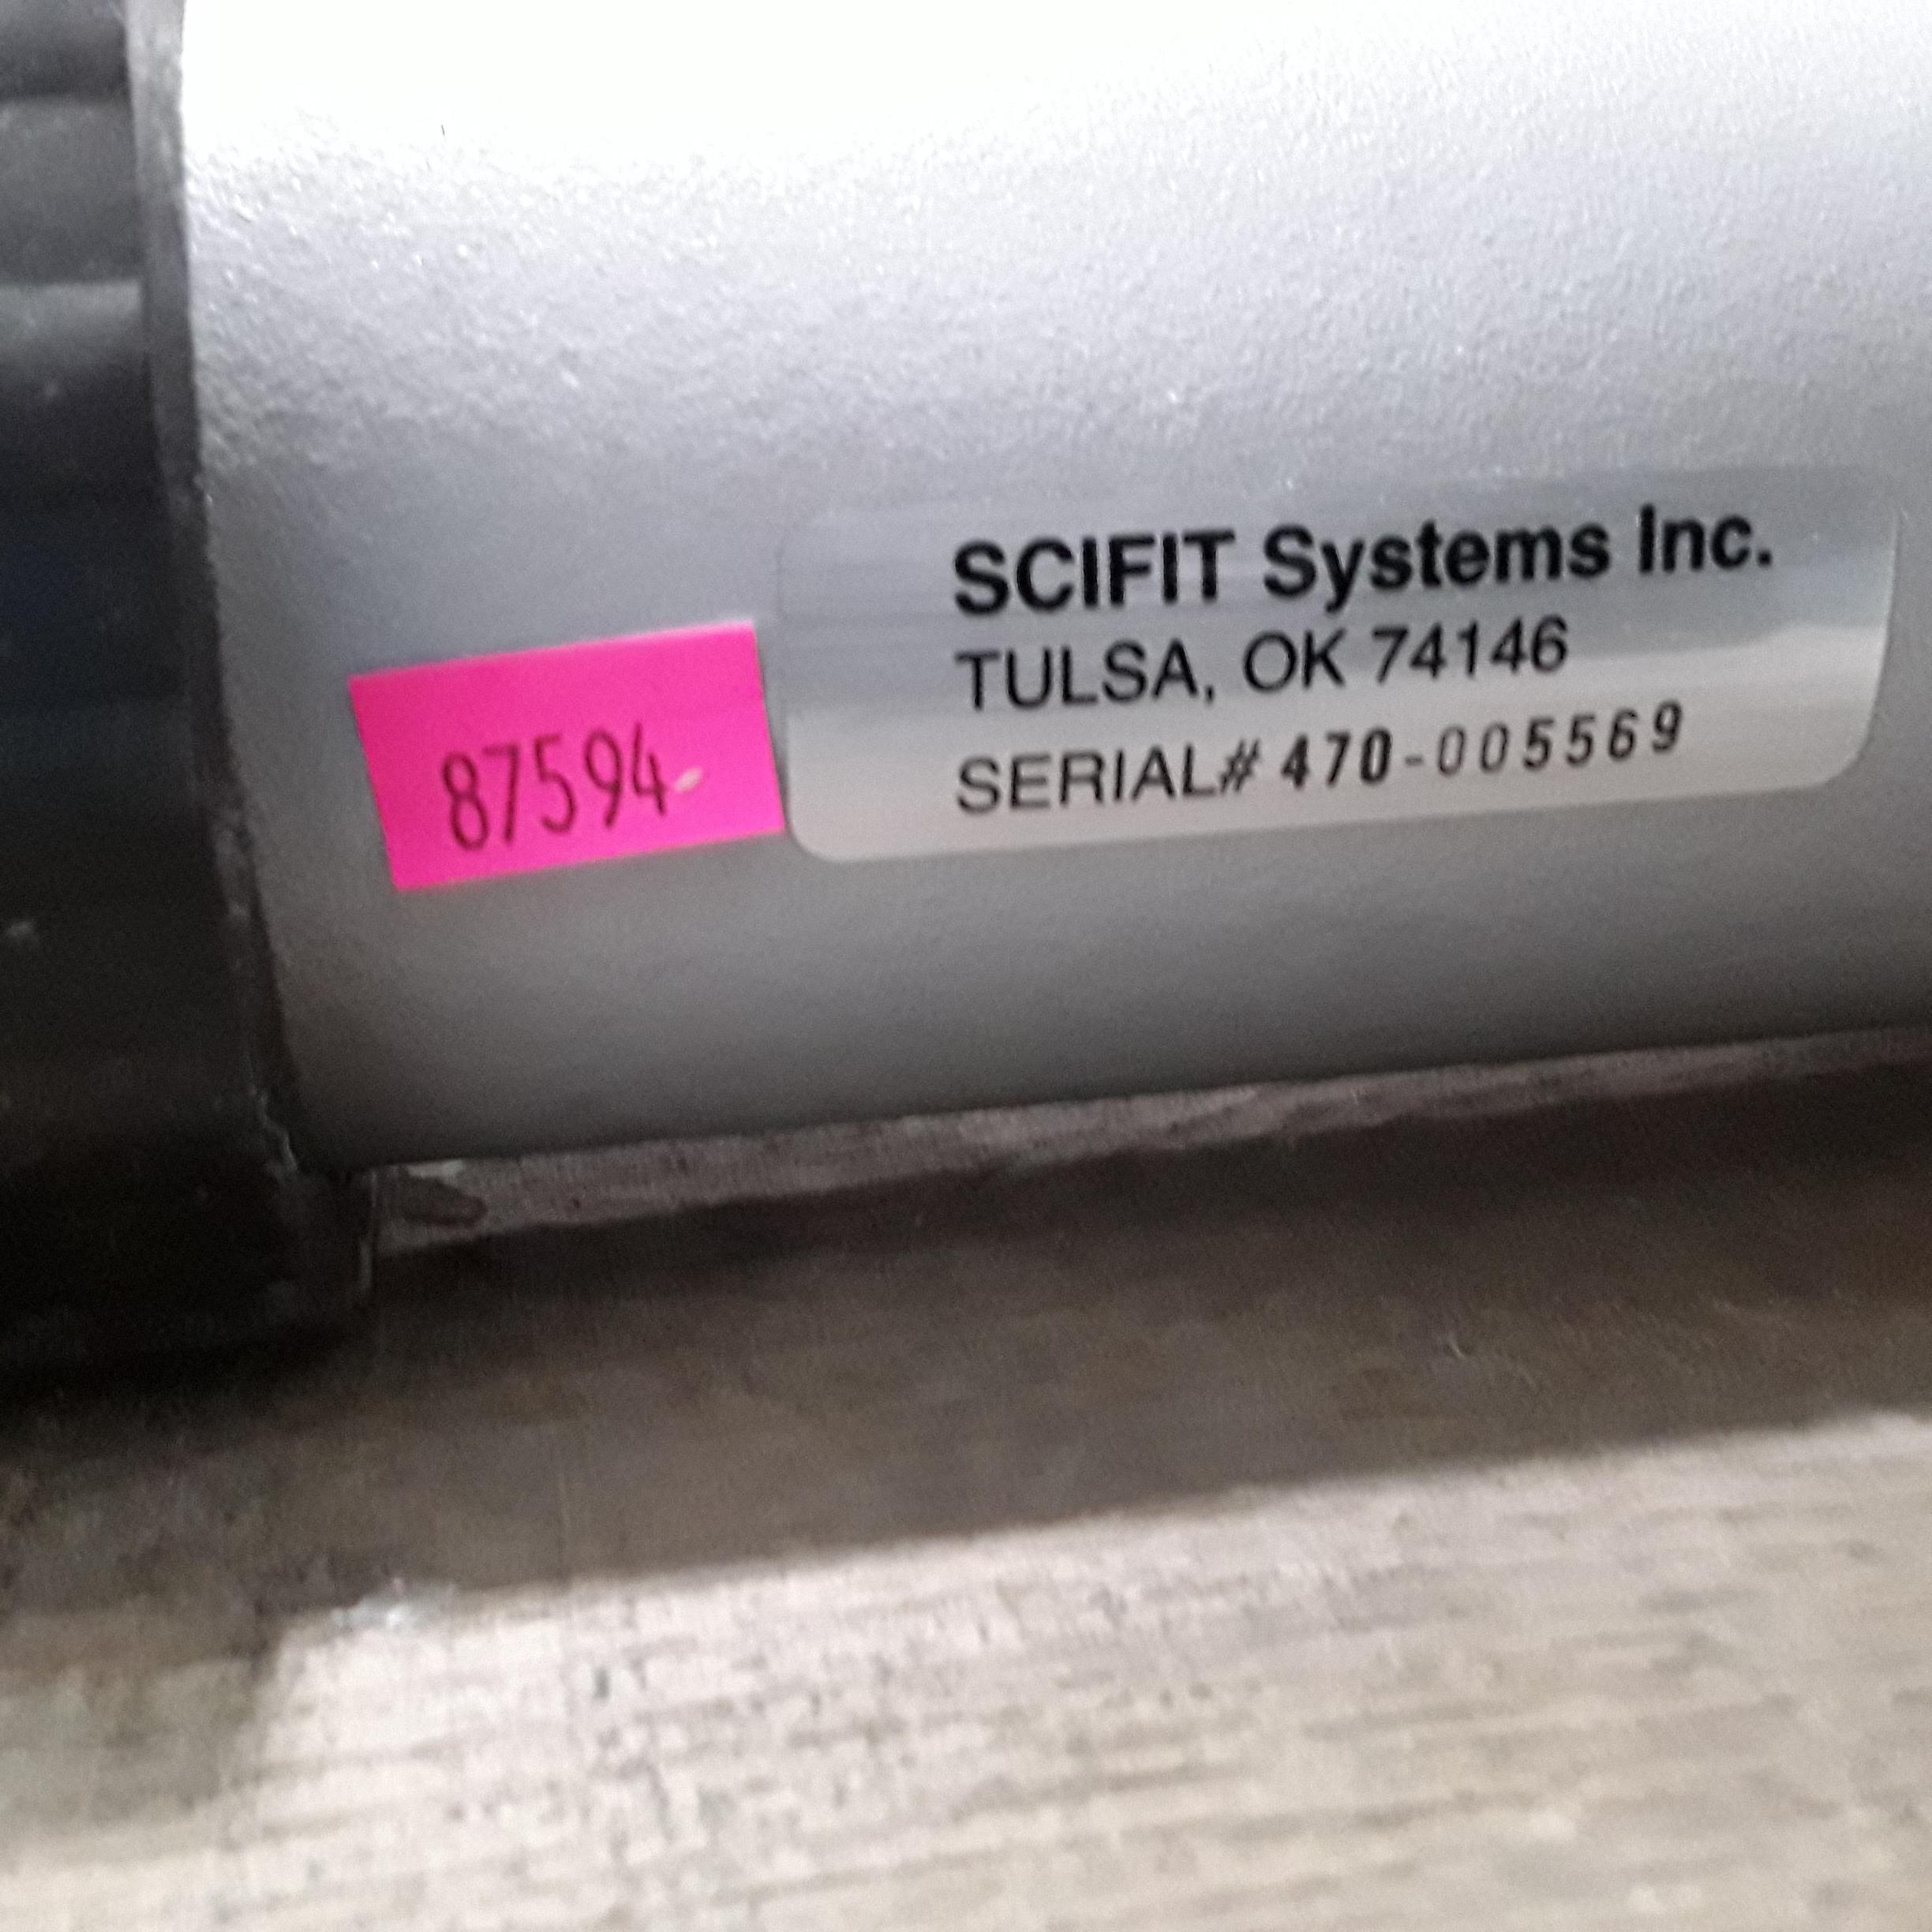 SCIFIT Systems Inc.
TULSA, OK 74146
SERIAL# 470-005569
87594